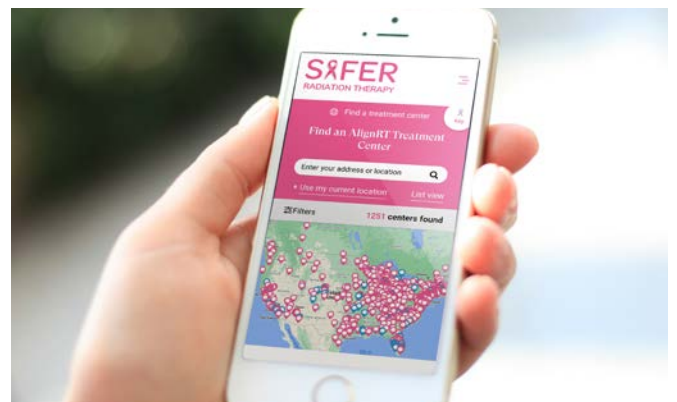 SAFER
RADIATION THERAPY
Find a treatment center
Find an AlignRT Treatment
Center
Enter your address or location
Use my current location
List view
Filters
1251 centers found